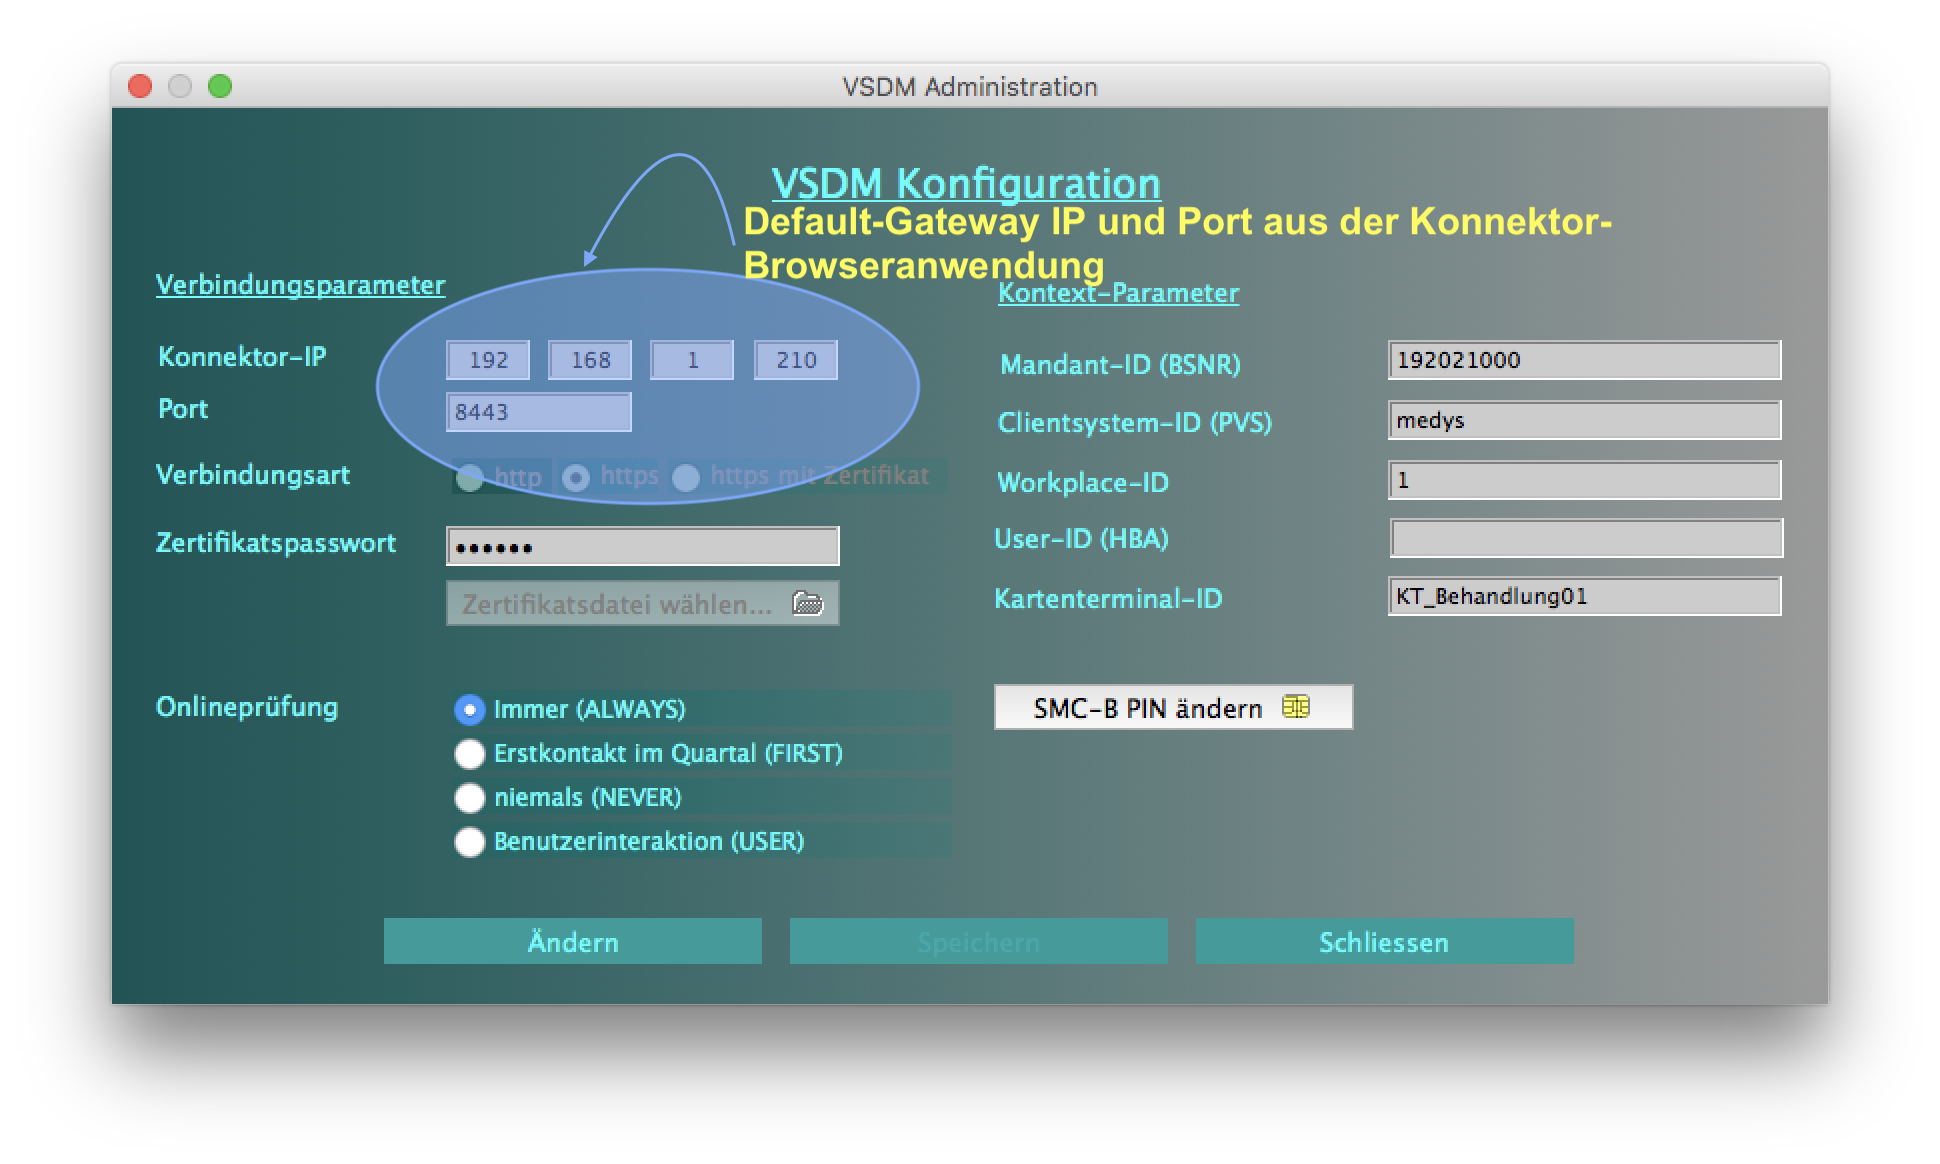 VSDM Administration
VSDM Konfiguration
Default-Gateway IP und Port aus der Konnektor-
Browseranwendung
Verbindungsparameter
Konnektor-IP 192 168 1 210
Port 8443
Verbindungsart http https https mit Zertifikat
Zertifikatspasswort ••••••
Zertifikatsdatei wählen...
Onlineprüfung Immer (ALWAYS)
Erstkontakt im Quartal (FIRST)
niemals (NEVER)
Benutzerinteraktion (USER)
Kontext-Parameter
Mandant-ID (BSNR) 192021000
Clientsystem-ID (PVS) medys
Workplace-ID 1
User-ID (HBA)
Kartenterminal-ID KT_Behandlung01
SMC-B PIN ändern
Ändern Speichern Schliessen